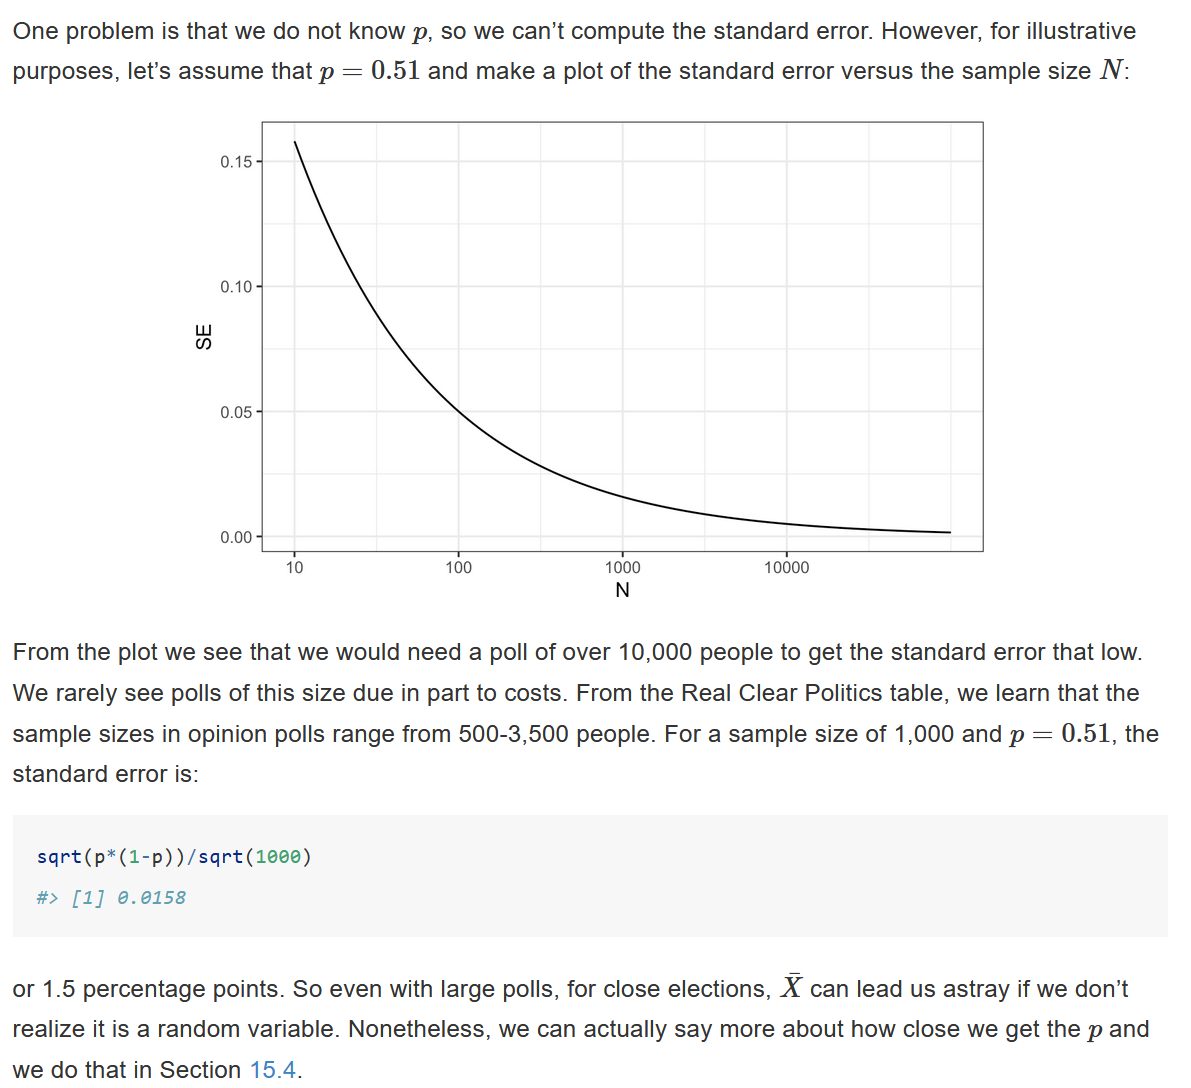 One problem is that we do not know p, so we can’t compute the standard error. However, for illustrative
purposes, let’s assume that p = 0.51 and make a plot of the standard error versus the sample size N:
0.15
0.10
SE
0.05
0.00
10 100 1000 10000
N
From the plot we see that we would need a poll of over 10,000 people to get the standard error that low.
We rarely see polls of this size due in part to costs. From the Real Clear Politics table, we learn that the
sample sizes in opinion polls range from 500-3,500 people. For a sample size of 1,000 and p = 0.51, the
standard error is:
sqrt(p*(1-p))/sqrt(1000)
#> [1] 0.0158
or 1.5 percentage points. So even with large polls, for close elections, X̄ can lead us astray if we don’t
realize it is a random variable. Nonetheless, we can actually say more about how close we get the p and
we do that in Section 15.4.